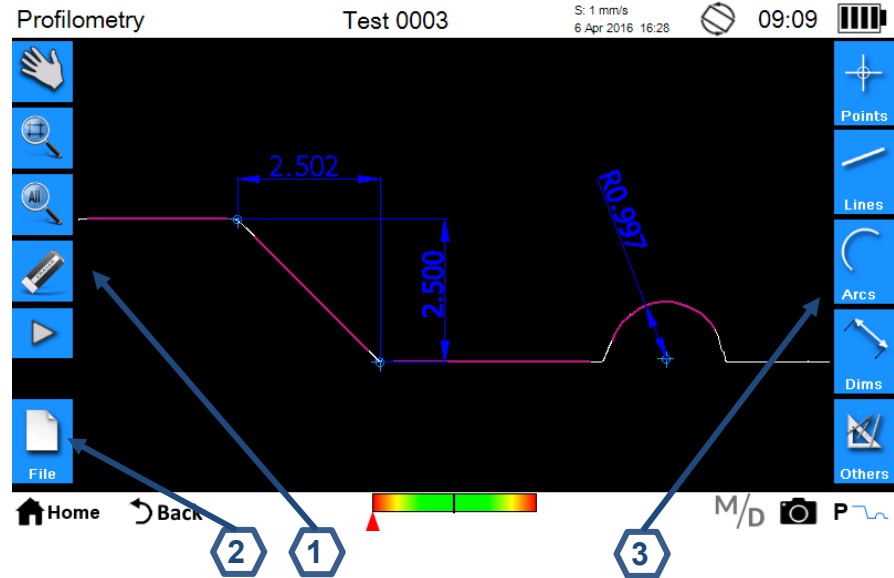 Profilometry
Test 0003
S: 1 mm/s
6 Apr 2016 16:28
09:09
Points
2.502
All
Lines
R0.997
2.500
Arcs
Dims
File
Others
Home
Back
M/D
P
2
1
3